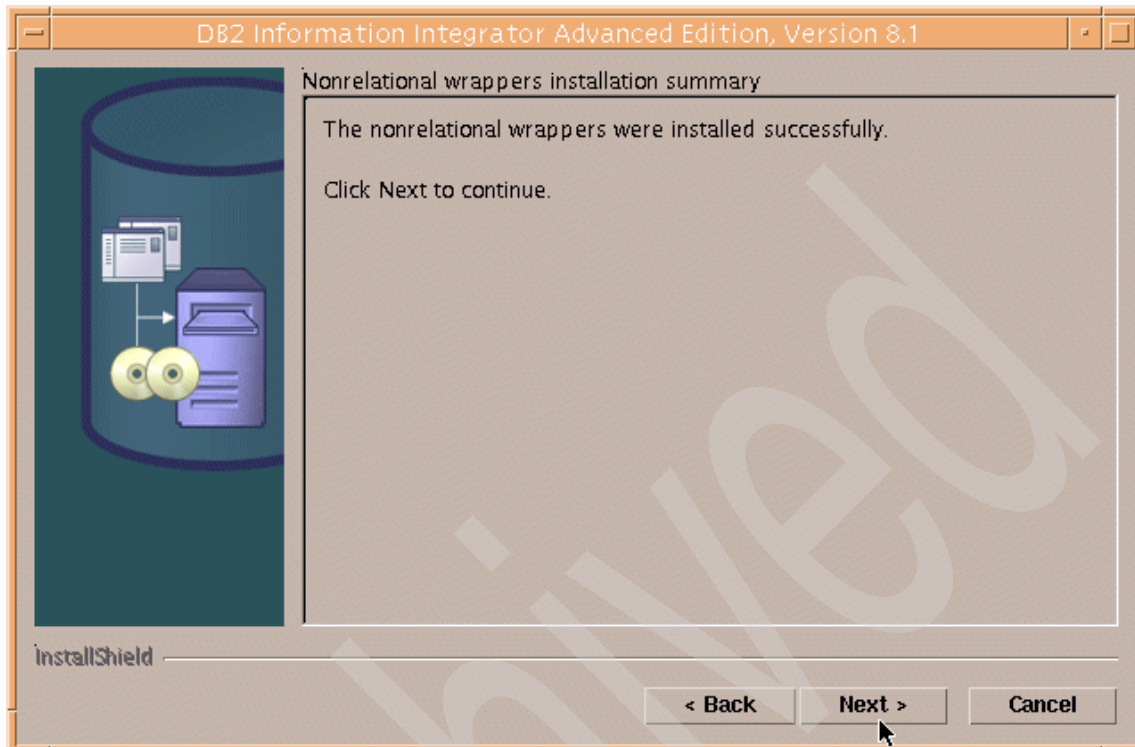 DB2 Information Integrator Advanced Edition, Version 8.1
Nonrelational wrappers installation summary
The nonrelational wrappers were installed successfully.
Click Next to continue.
InstallShield
< Back
Next >
Cancel
hived